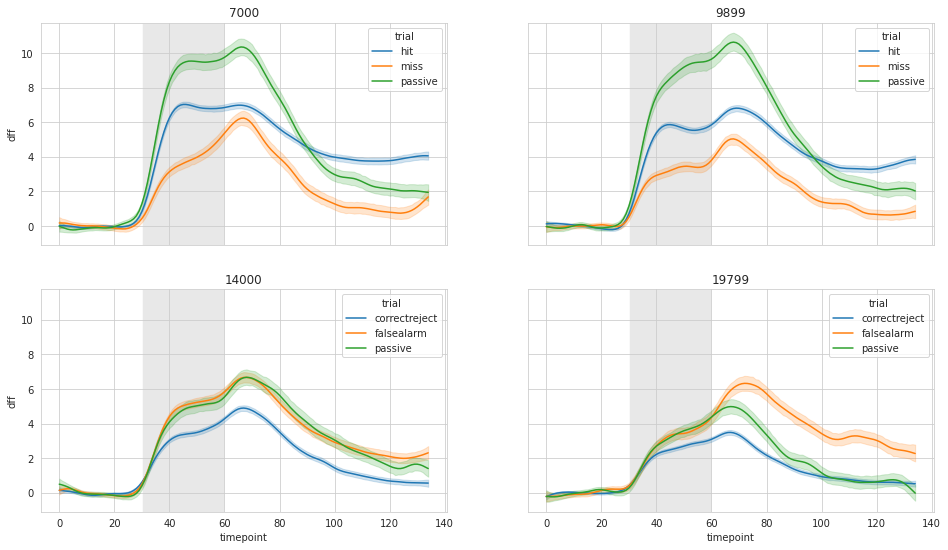 7000
trial
hit
miss
passive
dff
10
8
6
4
2
0
9899
trial
hit
miss
passive
14000
trial
correctreject
falsealarm
passive
dff
10
8
6
4
2
0
0 20 40 60 80 100 120 140
timepoint
19799
trial
correctreject
falsealarm
passive
0 20 40 60 80 100 120 140
timepoint